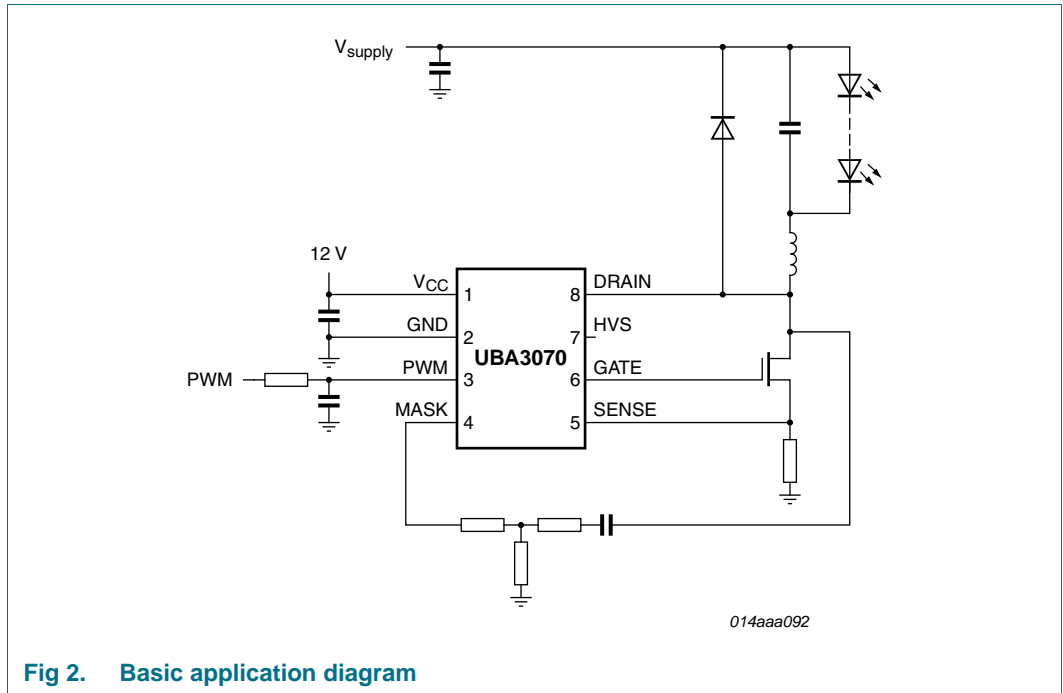 Vsupply
12 V
VCC
1
GND
2
PWM
PWM
3
MASK
4
UBA3070
8
DRAIN
7
HVS
6
GATE
5
SENSE
014aaa092
Fig 2. Basic application diagram